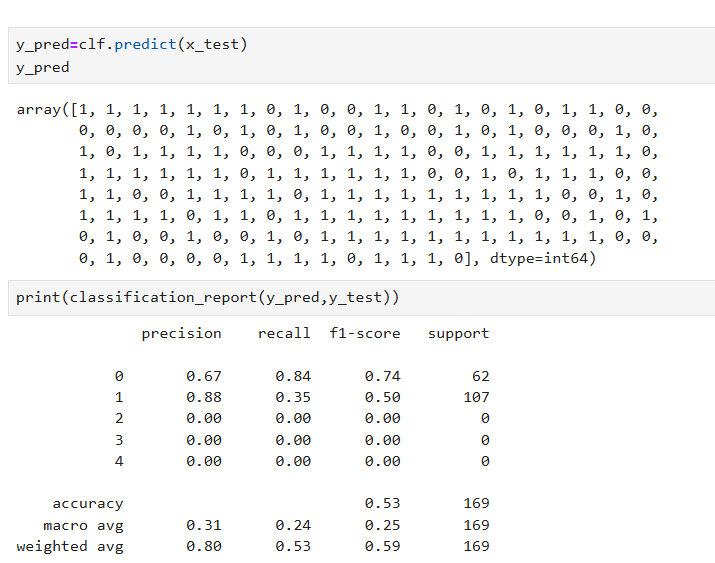 y_pred=clf.predict(x_test)
y_pred
array([1, 1, 1, 1, 1, 1, 1, 0, 1, 0, 0, 1, 1, 0, 1, 0, 1, 0, 1, 1, 0, 0,
0, 0, 0, 0, 1, 0, 1, 0, 1, 0, 0, 1, 0, 0, 1, 0, 1, 0, 0, 0, 1, 0,
1, 0, 1, 1, 1, 1, 0, 0, 0, 1, 1, 1, 1, 0, 0, 1, 1, 1, 1, 1, 1, 0,
1, 1, 1, 1, 1, 1, 0, 1, 1, 1, 1, 1, 1, 0, 0, 1, 0, 1, 1, 1, 0, 0,
1, 1, 0, 0, 1, 1, 1, 1, 0, 1, 1, 1, 1, 1, 1, 1, 1, 1, 0, 0, 1, 0,
1, 1, 1, 1, 0, 1, 1, 0, 1, 1, 1, 1, 1, 1, 1, 1, 1, 0, 0, 1, 0, 1,
0, 1, 0, 0, 1, 0, 0, 1, 0, 1, 1, 1, 1, 1, 1, 1, 1, 1, 1, 1, 0, 0,
0, 1, 0, 0, 0, 0, 1, 1, 1, 1, 0, 1, 1, 1, 0], dtype=int64)
print(classification_report(y_pred,y_test))
precision recall f1-score support
0 0.67 0.84 0.74 62
1 0.88 0.35 0.50 107
2 0.00 0.00 0.00 0
3 0.00 0.00 0.00 0
4 0.00 0.00 0.00 0
accuracy 0.53 169
macro avg 0.31 0.24 0.25 169
weighted avg 0.80 0.53 0.59 169